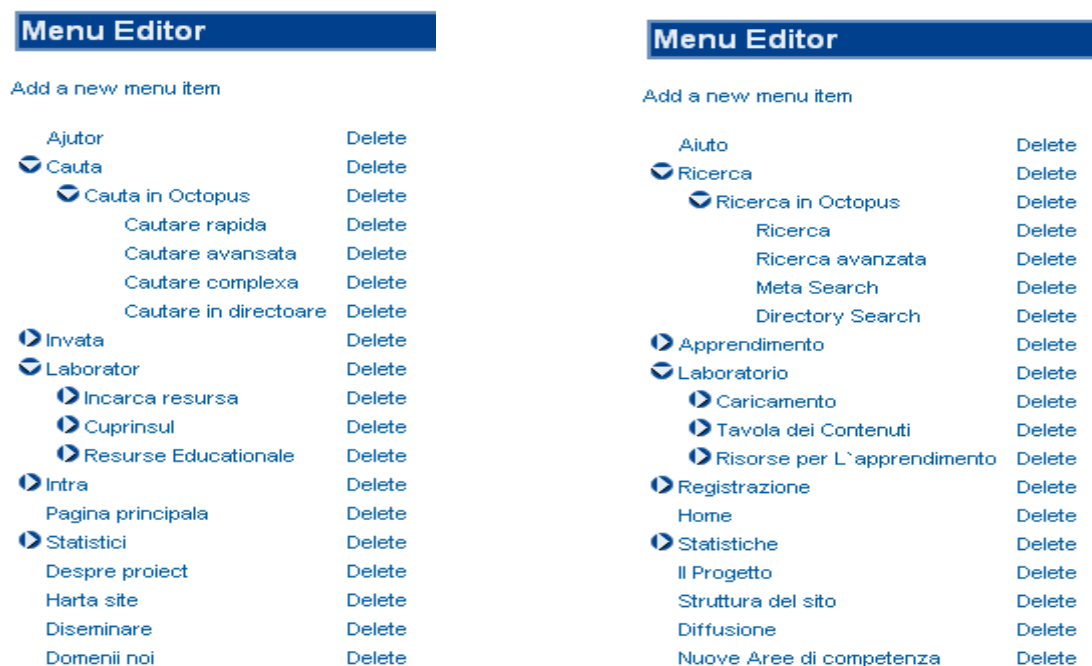 Menu Editor
Add a new menu item
Ajutor Delete
Cauta Delete
Cauta in Octopus Delete
Cautare rapida Delete
Cautare avansata Delete
Cautare complexa Delete
Cautare in directoare Delete
Invata Delete
Laborator Delete
Incarca resursa Delete
Cuprinsul Delete
Resurse Educationale Delete
Intra Delete
Pagina principala Delete
Statistici Delete
Despre proiect Delete
Harta site Delete
Diseminare Delete
Domenii noi Delete
Menu Editor
Add a new menu item
Aiuto Delete
Ricerca Delete
Ricerca in Octopus Delete
Ricerca Delete
Ricerca avanzata Delete
Meta Search Delete
Directory Search Delete
Apprendimento Delete
Laboratorio Delete
Caricamento Delete
Tavola dei Contenuti Delete
Risorse per L`apprendimento Delete
Registrazione Delete
Home Delete
Statistiche Delete
Il Progetto Delete
Struttura del sito Delete
Diffusione Delete
Nuove Aree di competenza Delete